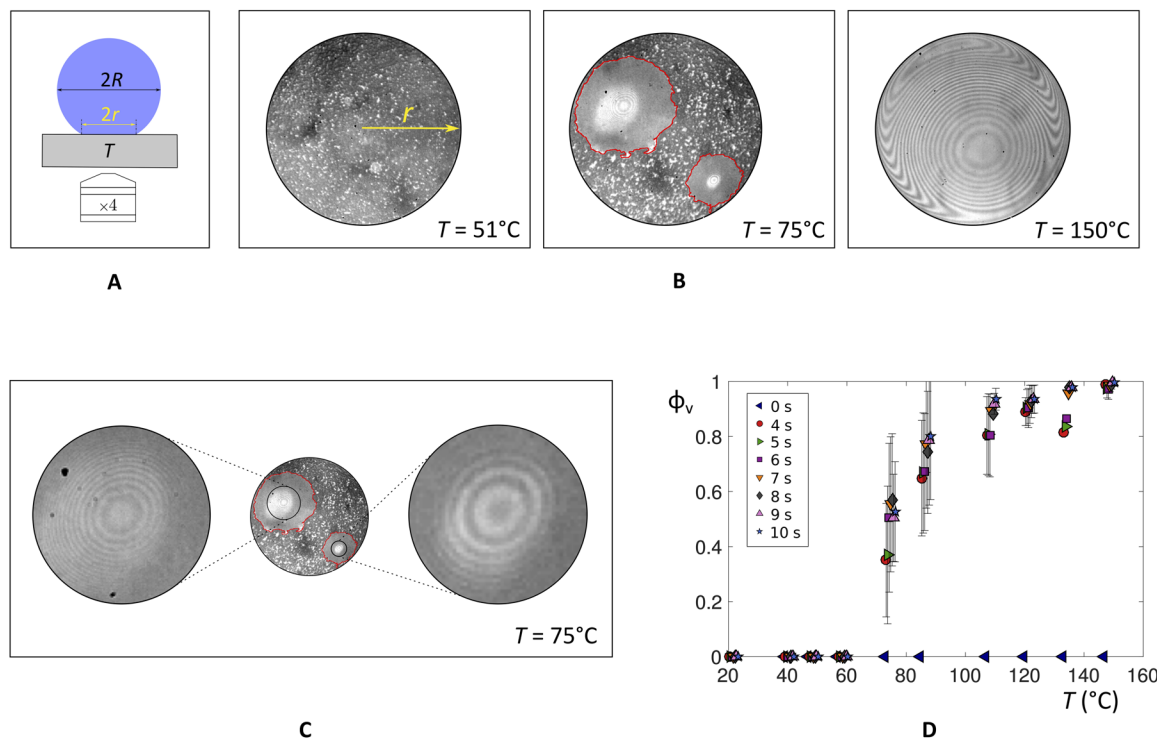 2R
2r
T
×4
A
r
T = 51°C
T = 75°C
T = 150°C
B
T = 75°C
C
ϕv
1
0.8
0.6
0.4
0.2
0
0 s
4 s
5 s
6 s
7 s
8 s
9 s
10 s
20 40 60 80 100 120 140 160
T (°C)
D